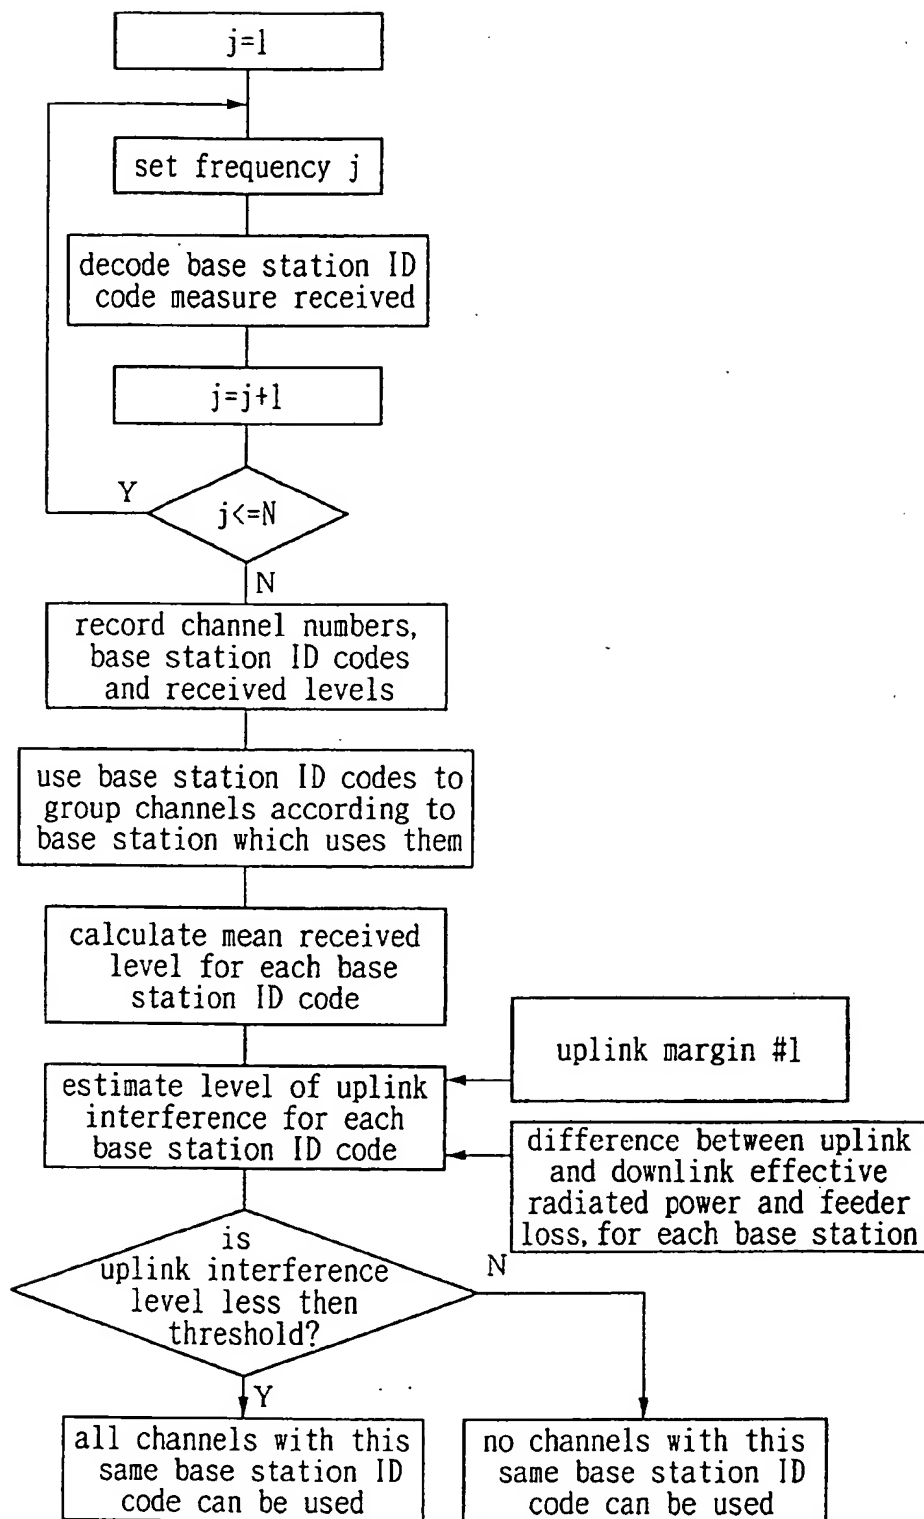 j=1
set frequency j
decode base station ID
code measure received
j=j+1
Y
j<=N
N
record channel numbers,
base station ID codes
and received levels
use base station ID codes to
group channels according to
base station which uses them
calculate mean received
level for each base
station ID code
uplink margin #1
estimate level of uplink
interference for each
base station ID code
difference between uplink
and downlink effective
radiated power and feeder
loss, for each base station
is
uplink interference
level less then
threshold?
N
Y
all channels with this
same base station ID
code can be used
no channels with this
same base station ID
code can be used